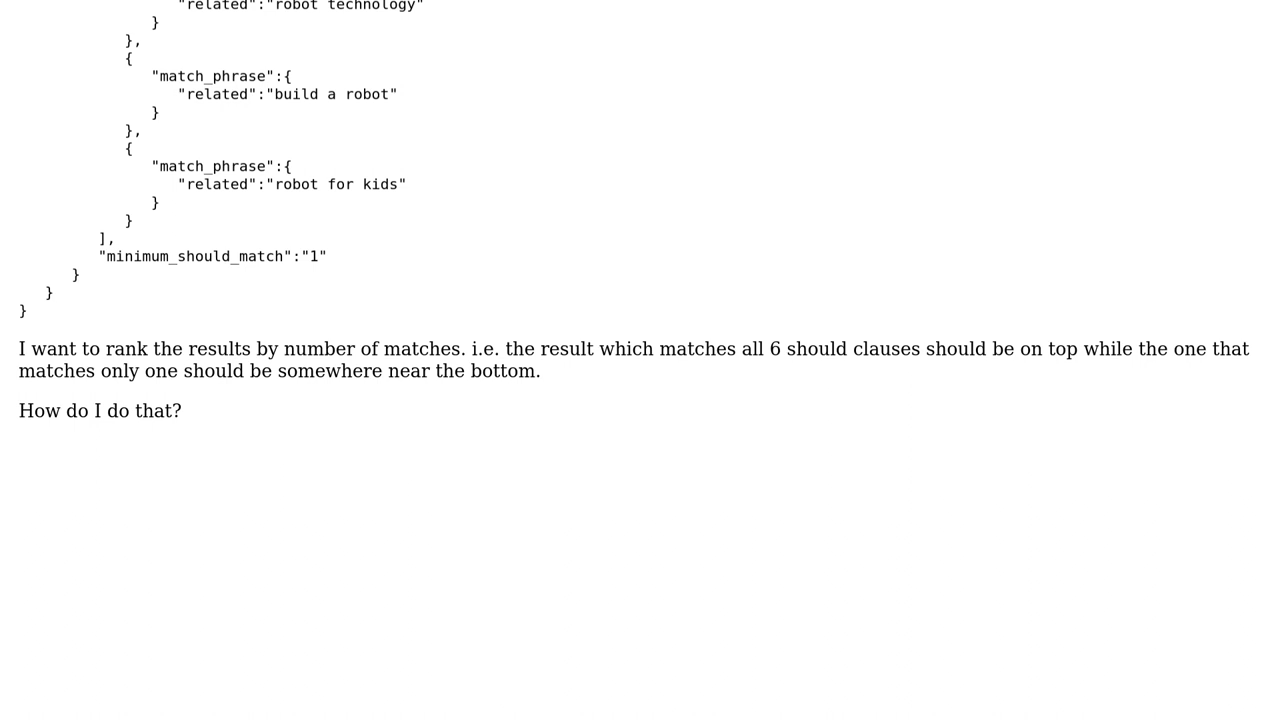 "related":"robot technology"
               }
            },
            {
               "match_phrase":{
                  "related":"build a robot"
               }
            },
            {
               "match_phrase":{
                  "related":"robot for kids"
               }
            }
         ],
         "minimum_should_match":"1"
      }
   }
}
I want to rank the results by number of matches. i.e. the result which matches all 6 should clauses should be on top while the one that
matches only one should be somewhere near the bottom.
How do I do that?